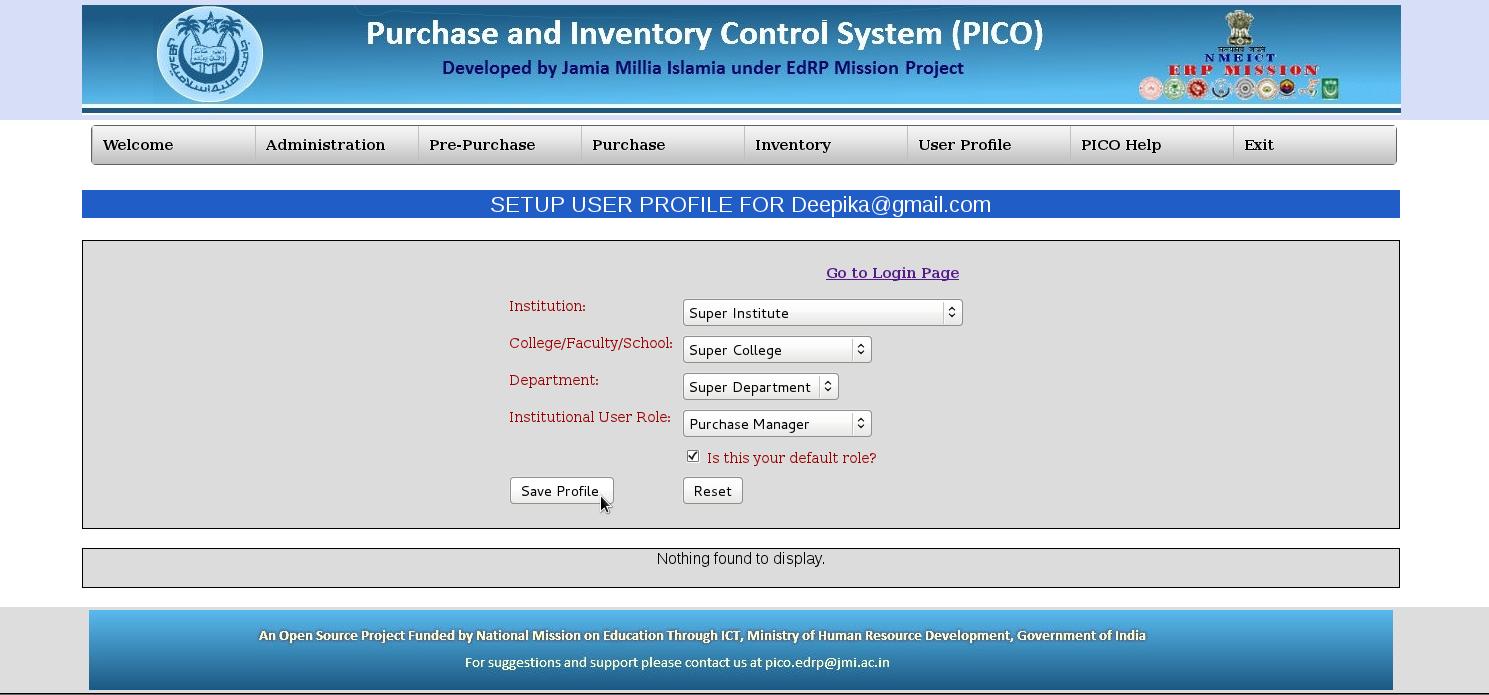 Purchase and Inventory Control System (PICO)
Developed by Jamia Millia Islamia under EdRP Mission Project
NMEICT
ERP MISSION
Welcome
Administration
Pre-Purchase
Purchase
Inventory
User Profile
PICO Help
Exit
SETUP USER PROFILE FOR Deepika@gmail.com
Go to Login Page
Institution: Super Institute
College/Faculty/School: Super College
Department: Super Department
Institutional User Role: Purchase Manager
Is this your default role?
Save Profile Reset
Nothing found to display.
An Open Source Project Funded by National Mission on Education Through ICT, Ministry of Human Resource Development, Government of India
For suggestions and support please contact us at pico.edrp@jmi.ac.in